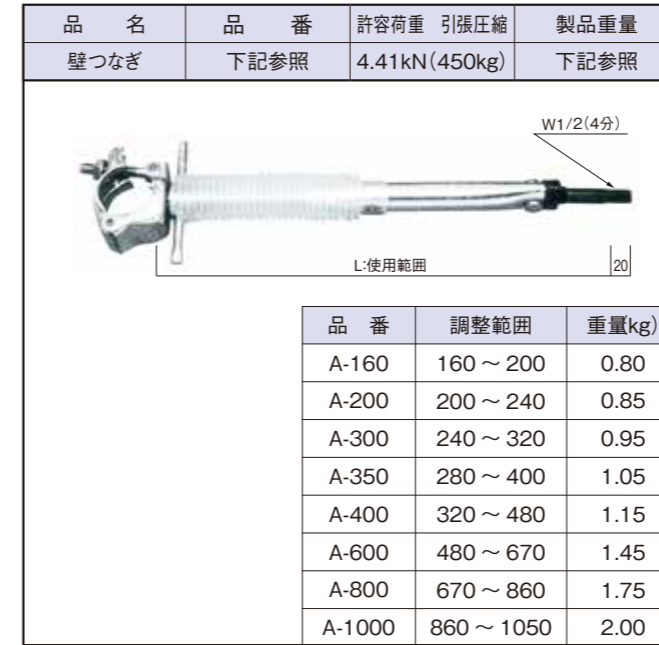 品 名 品 番 許容荷重 引張圧縮 製品重量
壁つなぎ 下記参照 4.41kN(450kg) 下記参照
W1/2(4分)
L:使用範囲 20
品 番 調整範囲 重量(kg)
A-160 160～200 0.80
A-200 200～240 0.85
A-300 240～320 0.95
A-350 280～400 1.05
A-400 320～480 1.15
A-600 480～670 1.45
A-800 670～860 1.75
A-1000 860～1050 2.00